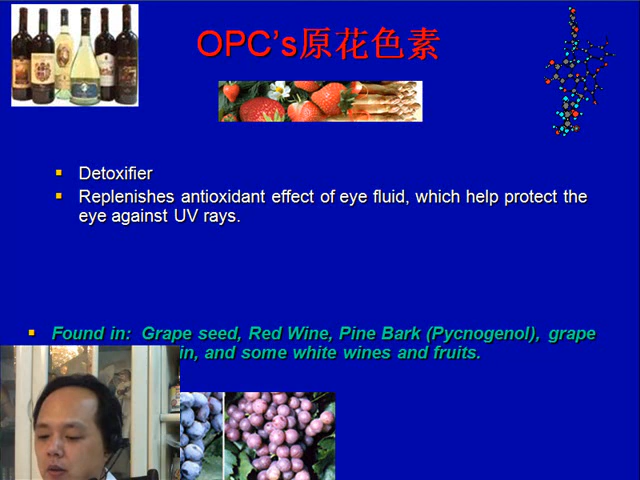 OPC's原花色素
Detoxifier
Replenishes antioxidant effect of eye fluid, which help protect the
eye against UV rays.
Found in: Grape seed, Red Wine, Pine Bark (Pycnogenol), grape
and some white wines and fruits.